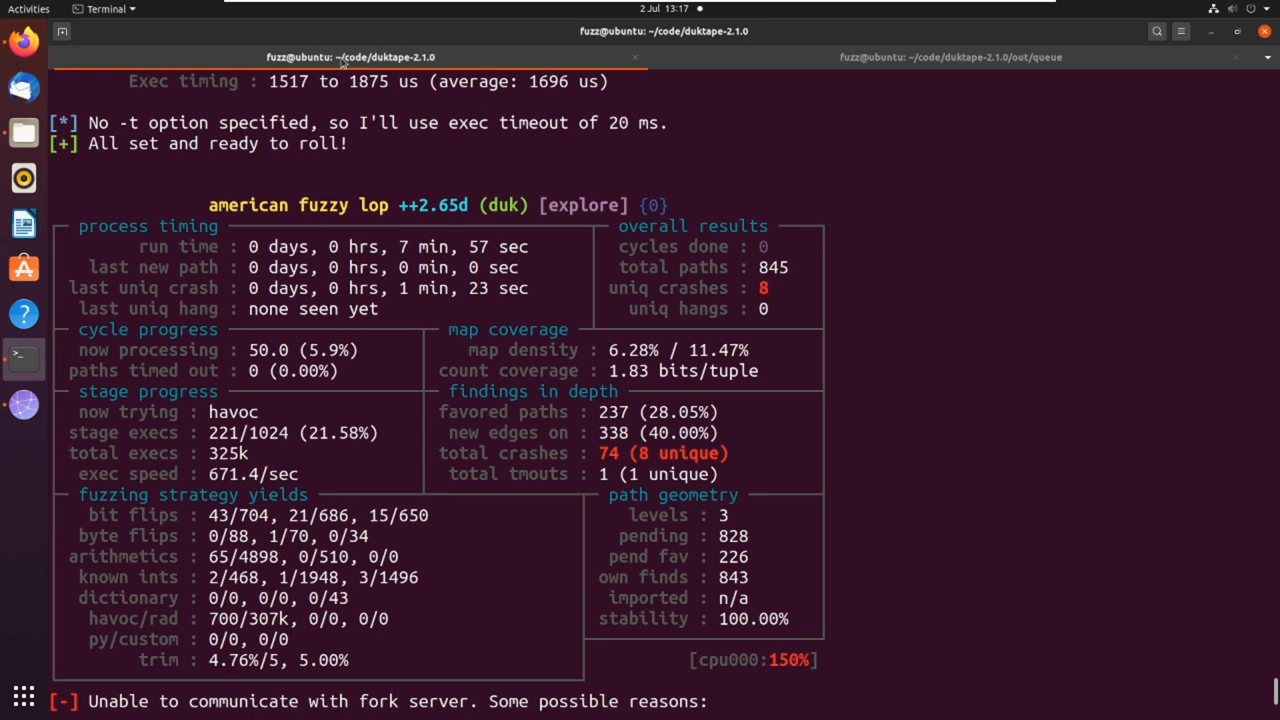 Activities
Terminal
2 Jul 13:17
fuzz@ubuntu: ~/code/duktape-2.1.0
fuzz@ubuntu: ~/code/duktape-2.1.0
fuzz@ubuntu: ~/code/duktape-2.1.0/out/queue
Exec timing : 1517 to 1875 us (average: 1696 us)
[*] No -t option specified, so I'll use exec timeout of 20 ms.
[+] All set and ready to roll!
american fuzzy lop ++2.65d (duk) [explore] {0}
process timing
overall results
run time : 0 days, 0 hrs, 7 min, 57 sec
cycles done : 0
last new path : 0 days, 0 hrs, 0 min, 0 sec
total paths : 845
last uniq crash : 0 days, 0 hrs, 1 min, 23 sec
uniq crashes : 8
last uniq hang : none seen yet
uniq hangs : 0
cycle progress
map coverage
now processing : 50.0 (5.9%)
map density : 6.28% / 11.47%
paths timed out : 0 (0.00%)
count coverage : 1.83 bits/tuple
stage progress
findings in depth
now trying : havoc
favored paths : 237 (28.05%)
stage execs : 221/1024 (21.58%)
new edges on : 338 (40.00%)
total execs : 325k
total crashes : 74 (8 unique)
exec speed : 671.4/sec
total tmouts : 1 (1 unique)
fuzzing strategy yields
path geometry
bit flips : 43/704, 21/686, 15/650
levels : 3
byte flips : 0/88, 1/70, 0/34
pending : 828
arithmetics : 65/4898, 0/510, 0/0
pend fav : 226
known ints : 2/468, 1/1948, 3/1496
own finds : 843
dictionary : 0/0, 0/0, 0/43
imported : n/a
havoc/rad : 700/307k, 0/0, 0/0
stability : 100.00%
py/custom : 0/0, 0/0
trim : 4.76%/5, 5.00%
[cpu000:150%]
[-] Unable to communicate with fork server. Some possible reasons: